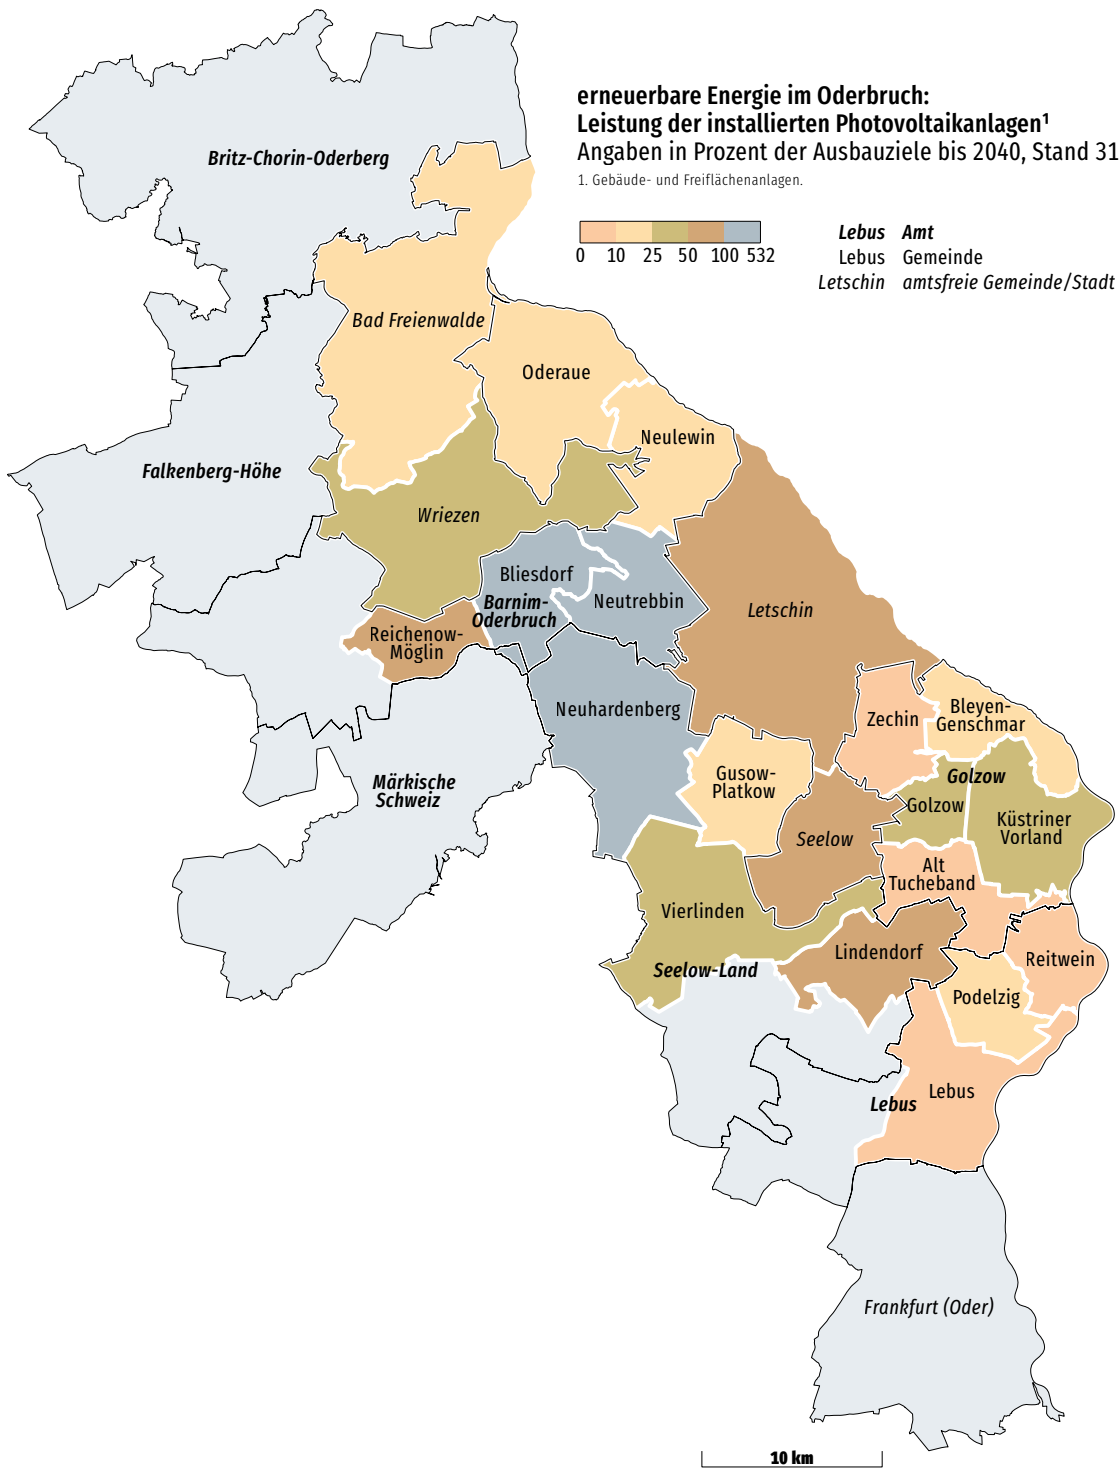 erneuerbare Energie im Oderbruch:
Leistung der installierten Photovoltaikanlagen¹
Angaben in Prozent der Ausbauziele bis 2040, Stand 31
1. Gebäude- und Freiflächenanlagen.
0 10 25 50 100 532
Lebus Amt
Lebus Gemeinde
Letschin amtsfreie Gemeinde/Stadt
Britz-Chorin-Oderberg
Bad Freienwalde
Oderaue
Neulewin
Falkenberg-Höhe
Wriezen
Bliesdorf
Neutrebbin
Barnim-
Oderbruch
Letschin
Reichenow-
Möglin
Neuhardenberg
Zechin
Bleyen-
Genschmar
Märkische
Schweiz
Gusow-
Platkow
Golzow
Golzow
Küstriner
Vorland
Seelow
Alt
Tucheband
Vierlinden
Lindendorf
Reitwein
Seelow-Land
Podelzig
Lebus
Lebus
Frankfurt (Oder)
10 km